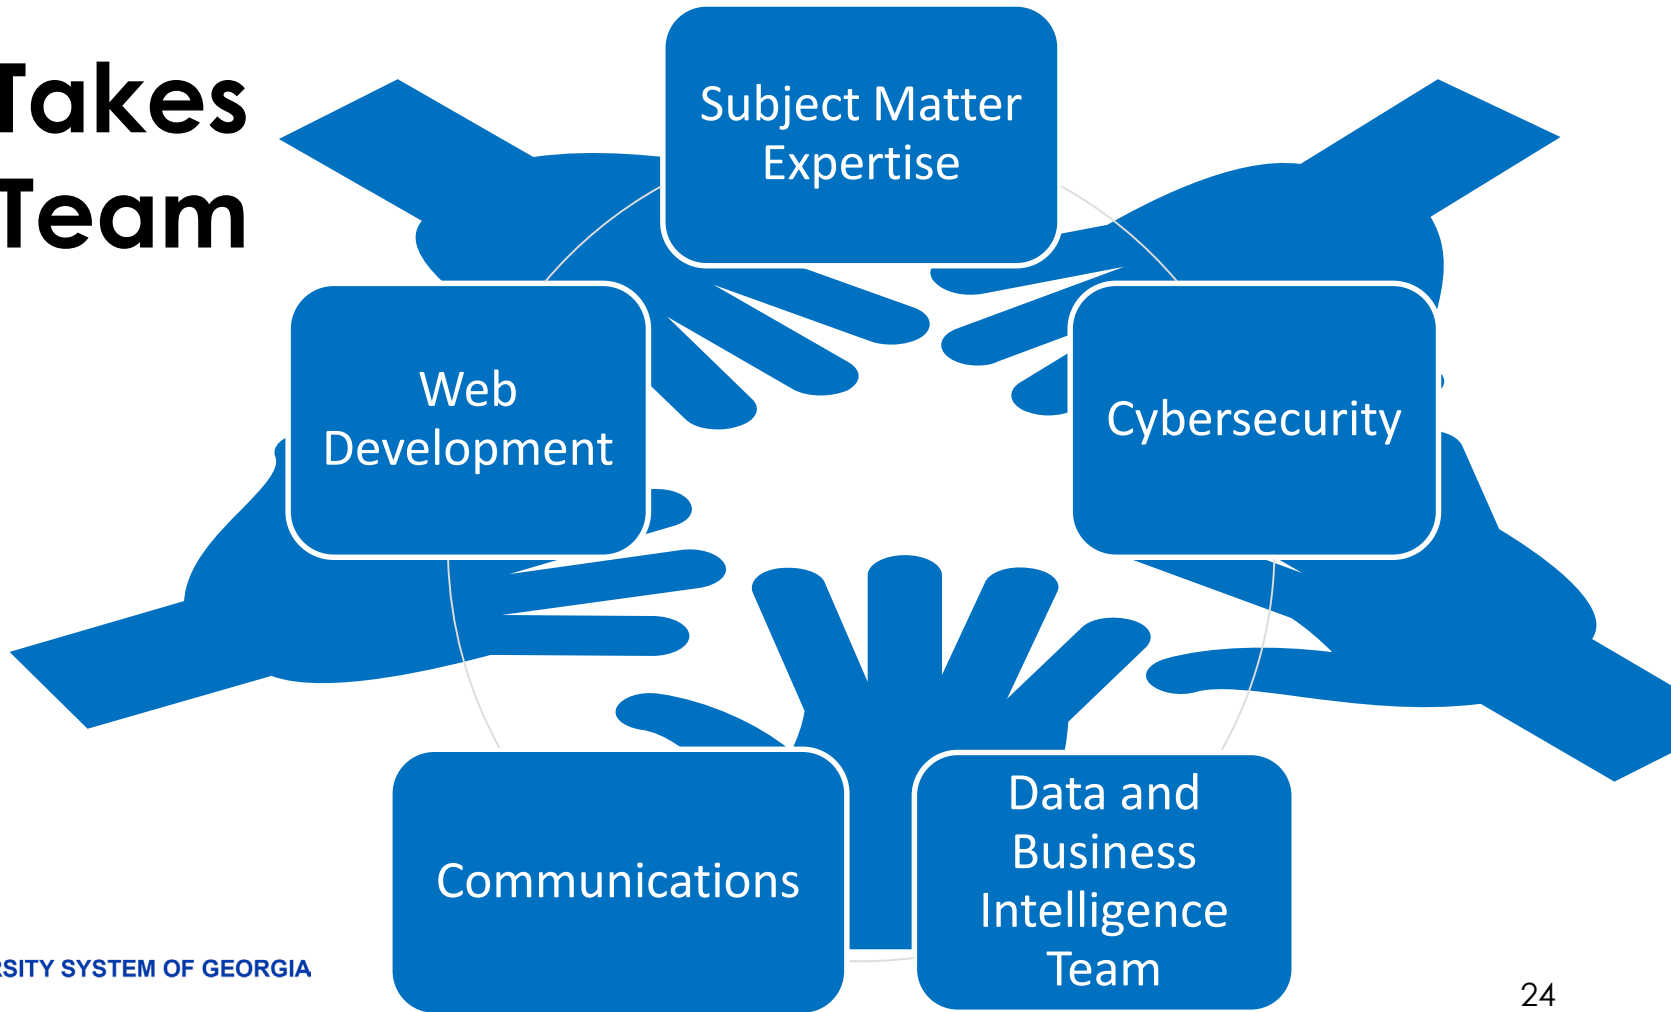 Takes
Team
Subject Matter
Expertise
Web
Development
Cybersecurity
Communications
Data and
Business
Intelligence
Team
RSITY SYSTEM OF GEORGIA
24